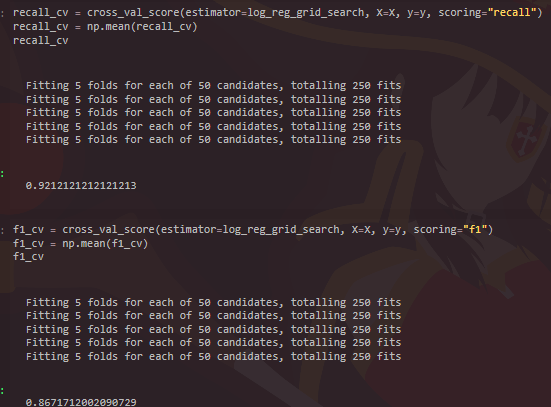 : recall_cv = cross_val_score(estimator=log_reg_grid_search, X=X, y=y, scoring="recall")
recall_cv = np.mean(recall_cv)
recall_cv
Fitting 5 folds for each of 50 candidates, totalling 250 fits
Fitting 5 folds for each of 50 candidates, totalling 250 fits
Fitting 5 folds for each of 50 candidates, totalling 250 fits
Fitting 5 folds for each of 50 candidates, totalling 250 fits
Fitting 5 folds for each of 50 candidates, totalling 250 fits
:
0.9212121212121213
: f1_cv = cross_val_score(estimator=log_reg_grid_search, X=X, y=y, scoring="f1")
f1_cv = np.mean(f1_cv)
f1_cv
Fitting 5 folds for each of 50 candidates, totalling 250 fits
Fitting 5 folds for each of 50 candidates, totalling 250 fits
Fitting 5 folds for each of 50 candidates, totalling 250 fits
Fitting 5 folds for each of 50 candidates, totalling 250 fits
Fitting 5 folds for each of 50 candidates, totalling 250 fits
:
0.8671712002090729